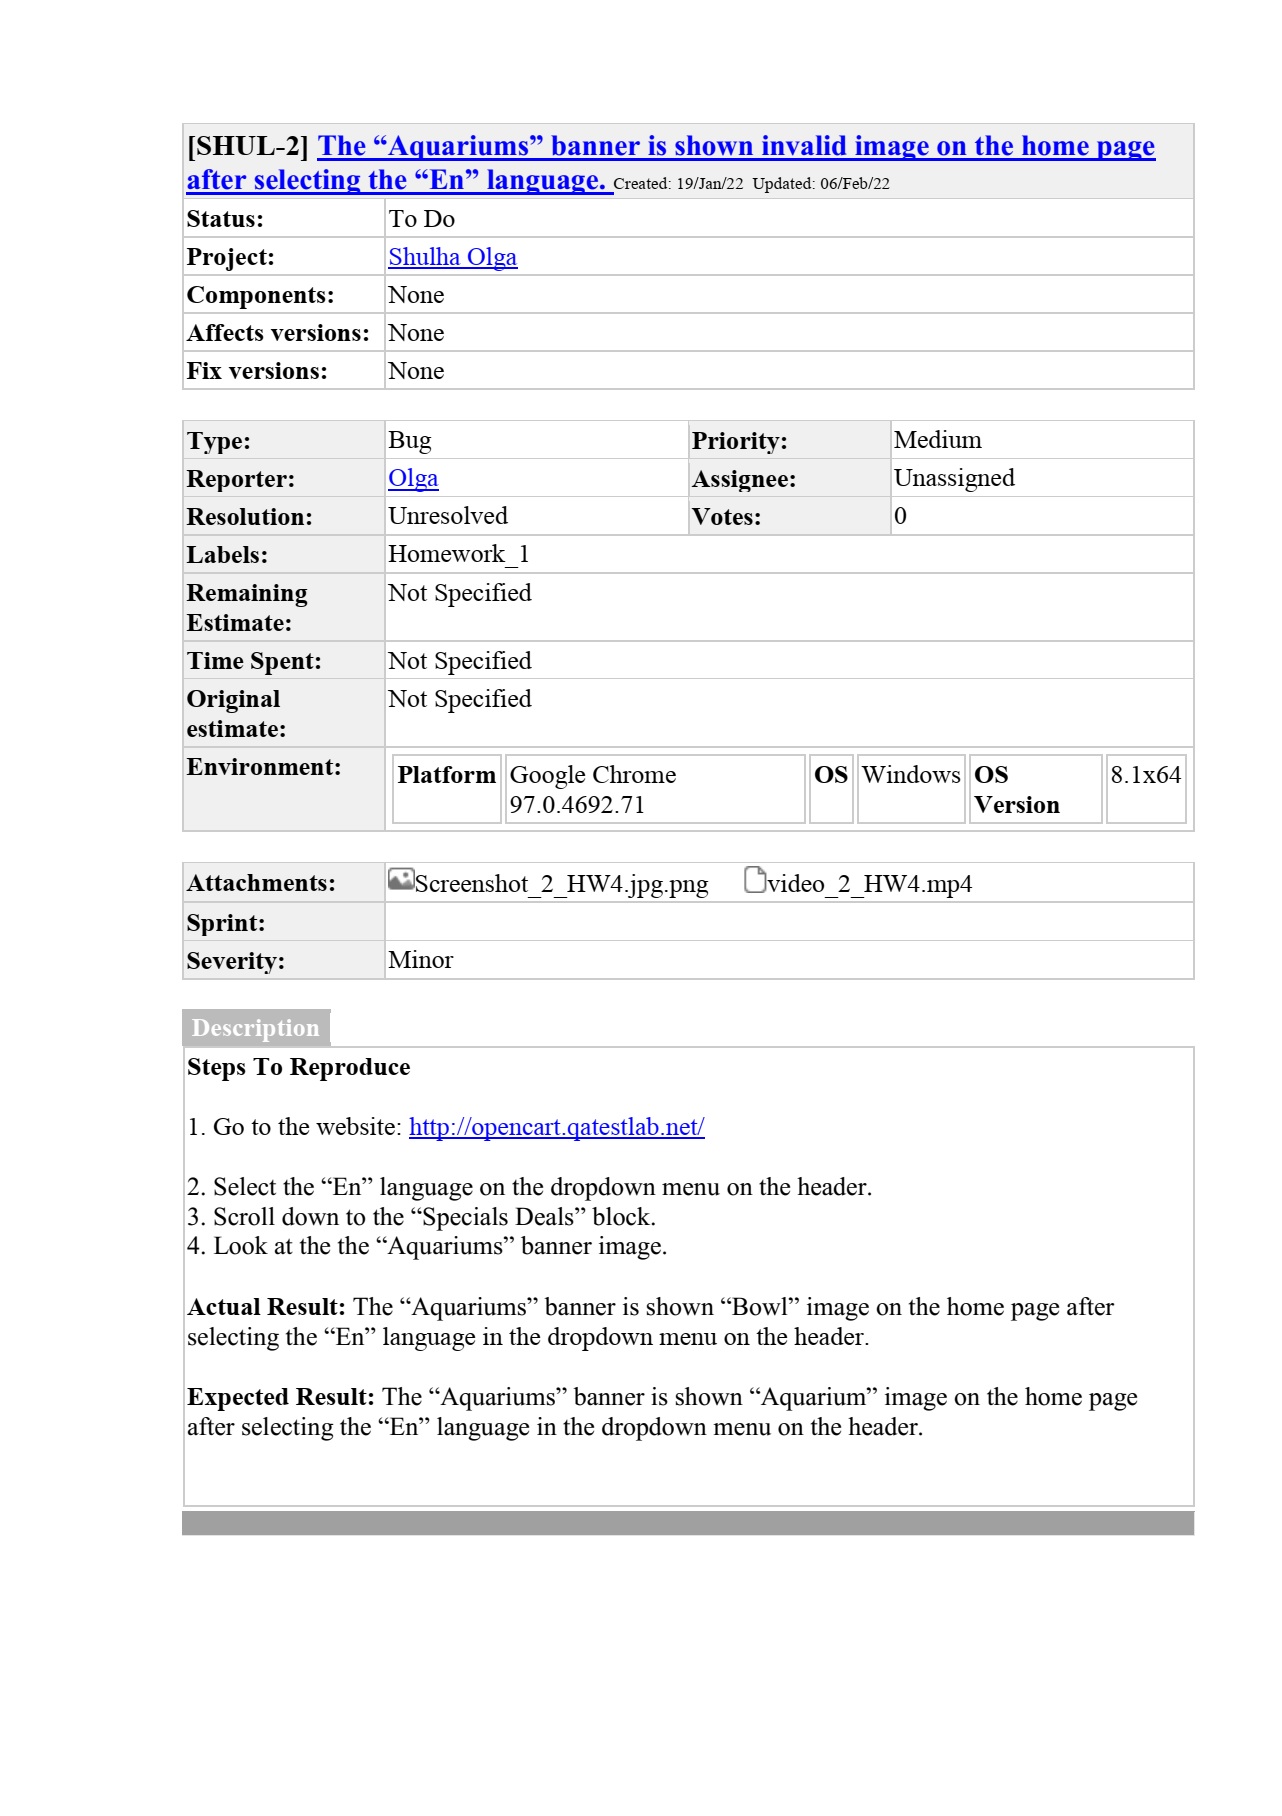 [SHUL-2] The “Aquariums” banner is shown invalid image on the home page
after selecting the “En” language. Created: 19/Jan/22 Updated: 06/Feb/22
Status: To Do
Project: Shulha Olga
Components: None
Affects versions: None
Fix versions: None
Type: Bug Priority: Medium
Reporter: Olga Assignee: Unassigned
Resolution: Unresolved Votes: 0
Labels: Homework_1
Remaining Not Specified
Estimate:
Time Spent: Not Specified
Original Not Specified
estimate:
Environment: Platform Google Chrome OS Windows OS 8.1x64
97.0.4692.71 Version
Attachments: Screenshot_2_HW4.jpg.png video_2_HW4.mp4
Sprint:
Severity: Minor
Description
Steps To Reproduce
1. Go to the website: http://opencart.qatestlab.net/
2. Select the “En” language on the dropdown menu on the header.
3. Scroll down to the “Specials Deals” block.
4. Look at the the “Aquariums” banner image.
Actual Result: The “Aquariums” banner is shown “Bowl” image on the home page after
selecting the “En” language in the dropdown menu on the header.
Expected Result: The “Aquariums” banner is shown “Aquarium” image on the home page
after selecting the “En” language in the dropdown menu on the header.